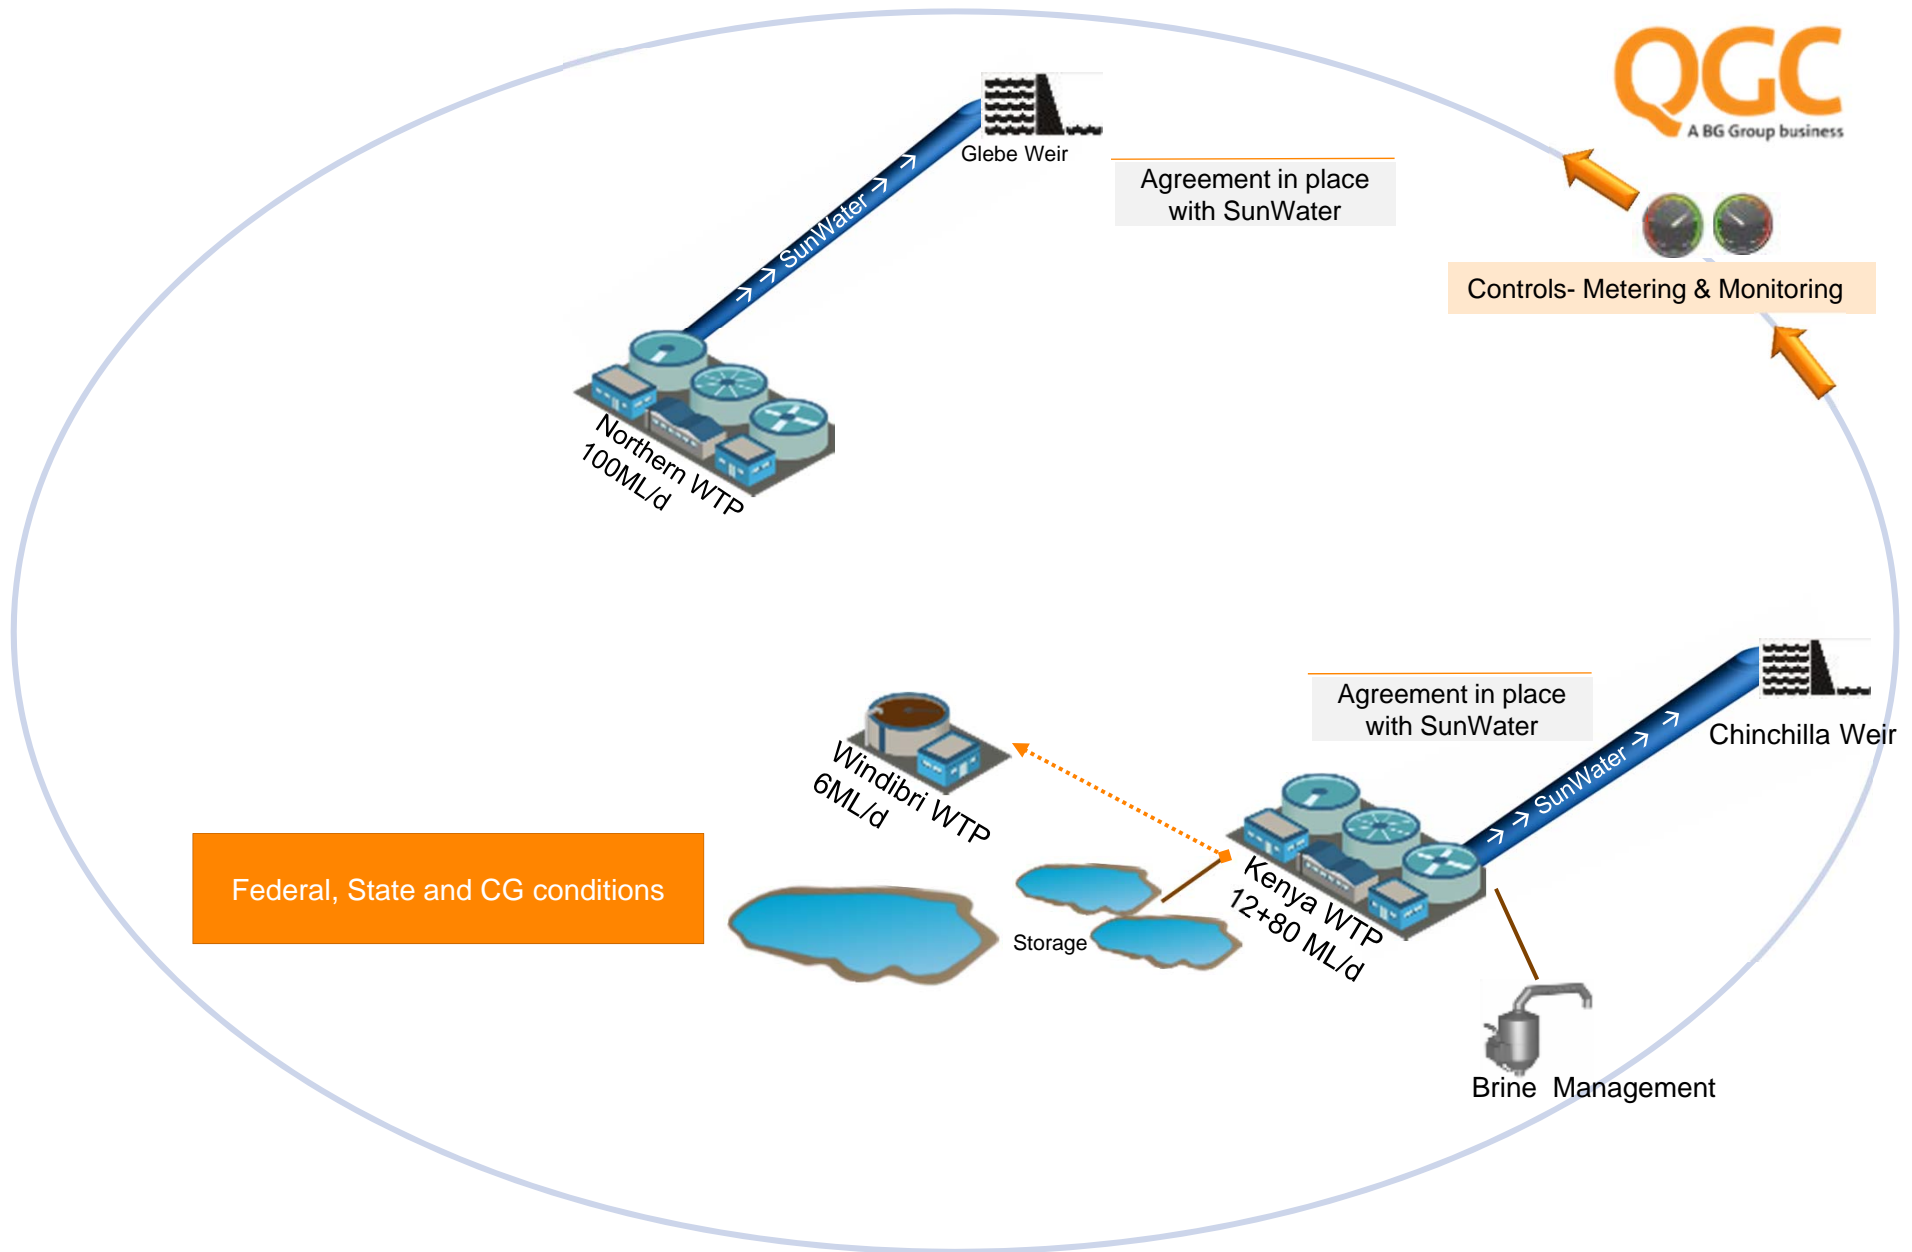 QGC
A BG Group business
Glebe Weir
Agreement in place
with SunWater
→ → SunWater → →
Controls- Metering & Monitoring
Northern WTP
100ML/d
Agreement in place
with SunWater
Chinchilla Weir
→ → SunWater → →
Windibri WTP
6ML/d
Federal, State and CG conditions
Storage
Kenya WTP
12+80 ML/d
Brine Management